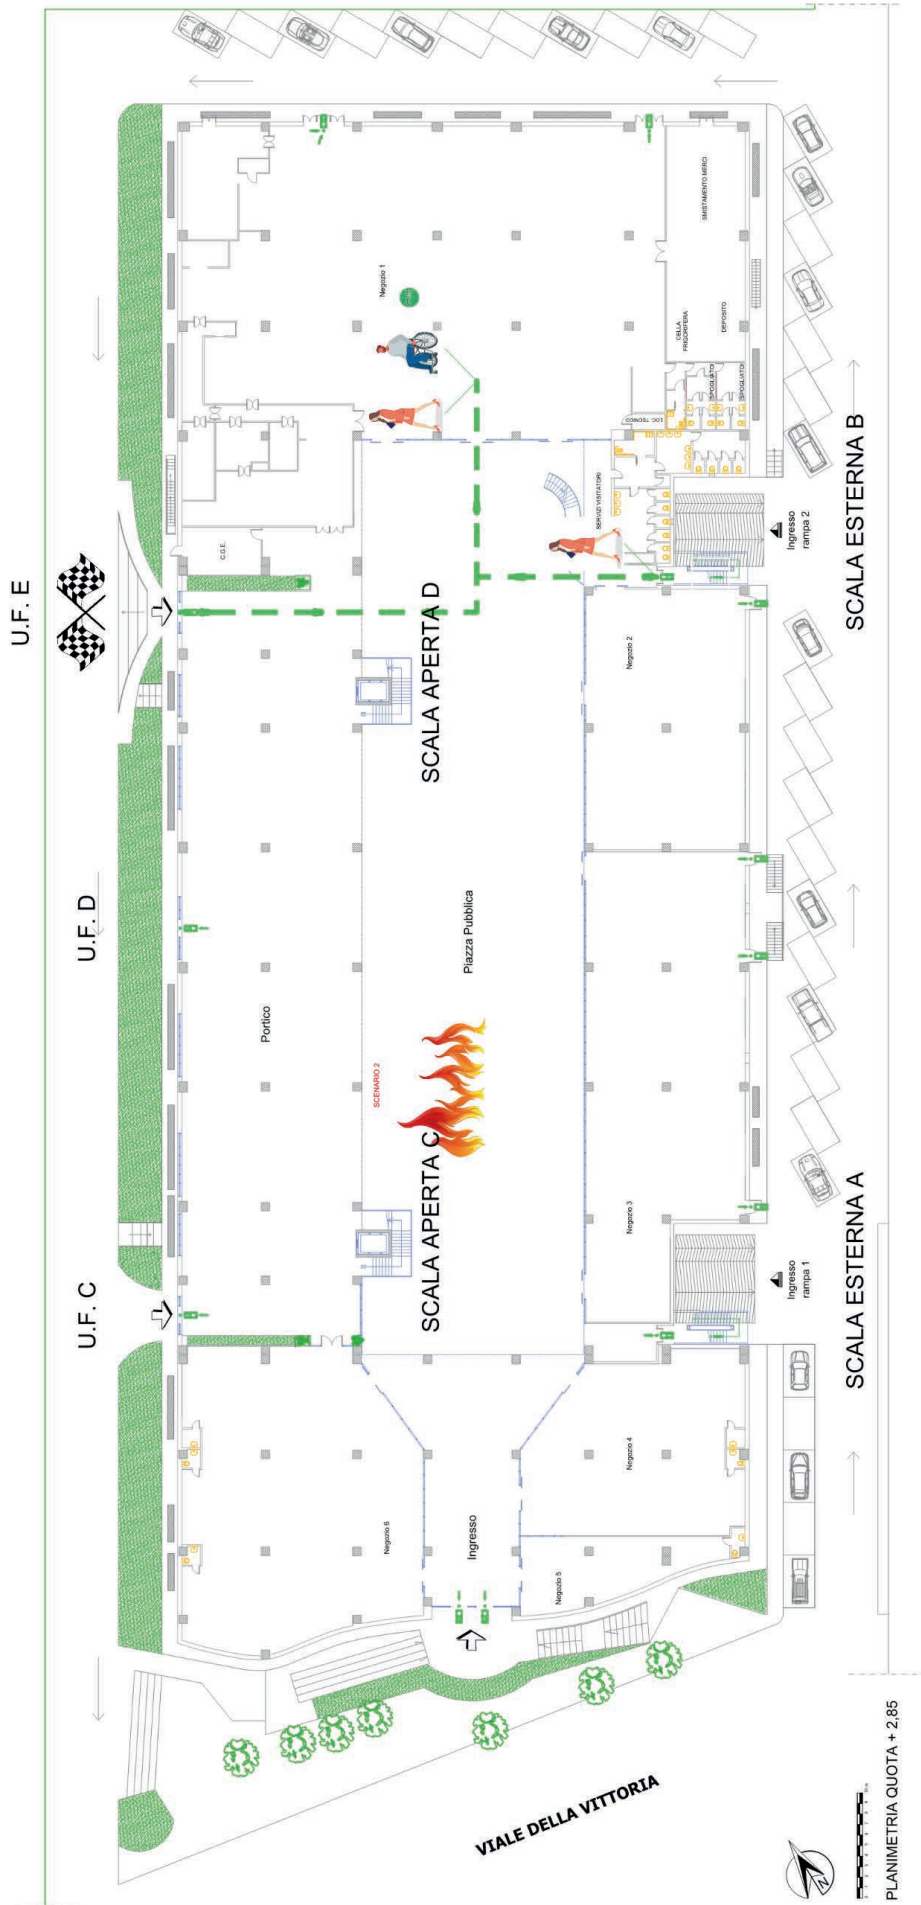 U.F. E
U.F. D
U.F. C
Negozio 1
SMISTAMENTO MERCI
CELLA
FRIGORIFERA
DEPOSITO
SPOGLIATOI
SPOGLIATOI
LOC. TECNICO
SERVIZI VISITATORI
C.G.E.
Ingresso
rampa 2
SCALA ESTERNA B
SCALA APERTA D
Negozio 2
Portico
Piazza Pubblica
SCENARIO 2
SCALA APERTA C
Negozio 3
Ingresso
rampa 1
SCALA ESTERNA A
Negozio 4
Negozio 6
Ingresso
Negozio 5
VIALE DELLA VITTORIA
N
PLANIMETRIA QUOTA + 2,85